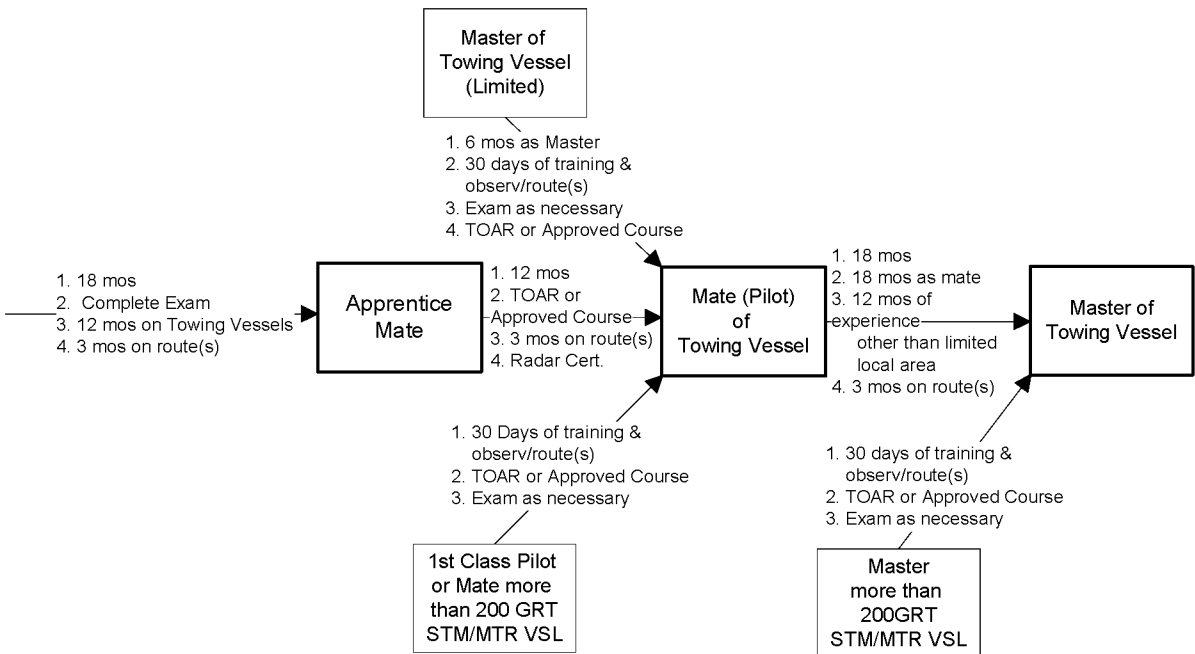 Master of
Towing Vessel
(Limited)
1. 6 mos as Master
2. 30 days of training &
observ/route(s)
3. Exam as necessary
4. TOAR or Approved Course
1. 18 mos
2. Complete Exam
3. 12 mos on Towing Vessels
4. 3 mos on route(s)
Apprentice
Mate
1. 12 mos
2. TOAR or
Approved Course
3. 3 mos on route(s)
4. Radar Cert.
Mate (Pilot)
of
Towing Vessel
1. 18 mos
2. 18 mos as mate
3. 12 mos of
experience
other than limited
local area
4. 3 mos on route(s)
Master of
Towing Vessel
1. 30 Days of training &
observ/route(s)
2. TOAR or Approved Course
3. Exam as necessary
1st Class Pilot
or Mate more
than 200 GRT
STM/MTR VSL
1. 30 days of training &
observ/route(s)
2. TOAR or Approved Course
3. Exam as necessary
Master
more than
200GRT
STM/MTR VSL